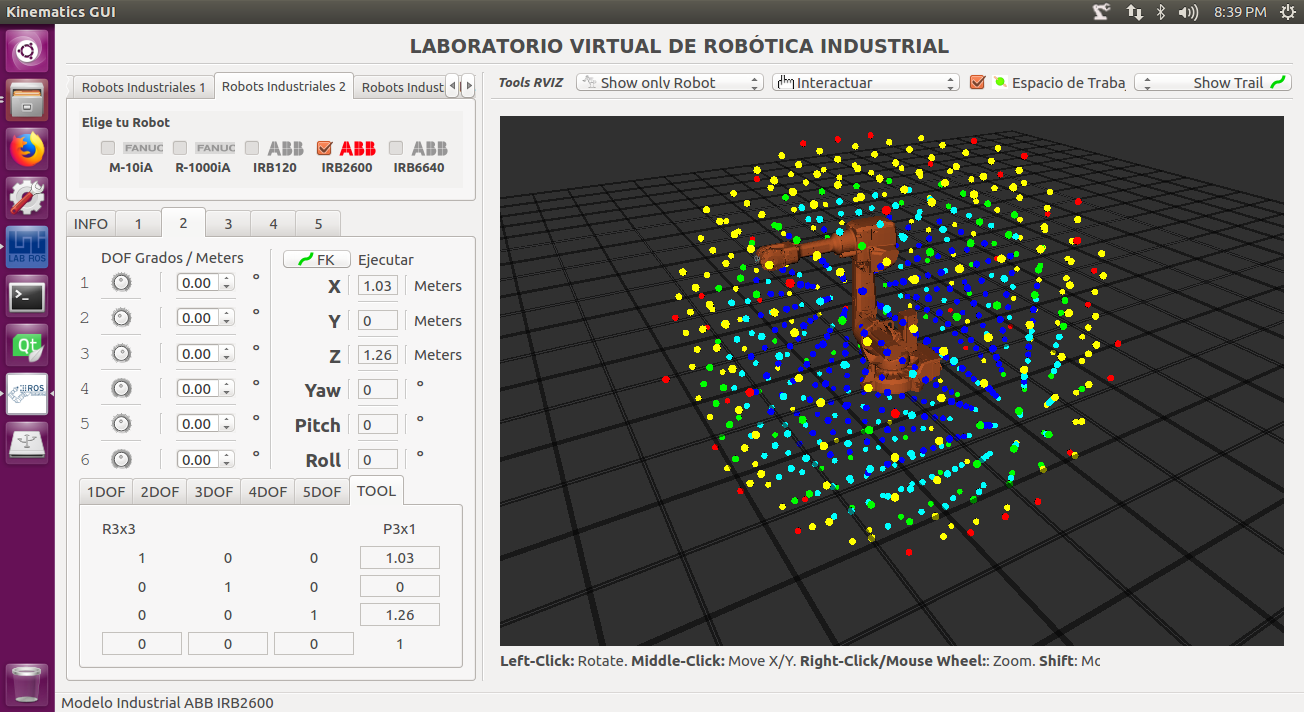 Kinematics GUI
8:39 PM
LABORATORIO VIRTUAL DE ROBÓTICA INDUSTRIAL
Robots Industriales 1 Robots Industriales 2 Robots Indust
Tools RVIZ Show only Robot Interactuar Espacio de Traba Show Trail
Elige tu Robot
FANUC FANUC ABB ABB ABB
M-10iA R-1000iA IRB120 IRB2600 IRB6640
INFO 1 2 3 4 5
DOF Grados / Meters FK Ejecutar
1 0.00 ° X 1.03 Meters
2 0.00 ° Y 0 Meters
3 0.00 ° Z 1.26 Meters
4 0.00 ° Yaw 0 °
5 0.00 ° Pitch 0 °
6 0.00 ° Roll 0 °
1DOF 2DOF 3DOF 4DOF 5DOF TOOL
R3x3 P3x1
1 0 0 1.03
0 1 0 0
0 0 1 1.26
0 0 0 1
LAB ROS
Qt
ROS
Left-Click: Rotate. Middle-Click: Move X/Y. Right-Click/Mouse Wheel:: Zoom. Shift: Mo
Modelo Industrial ABB IRB2600